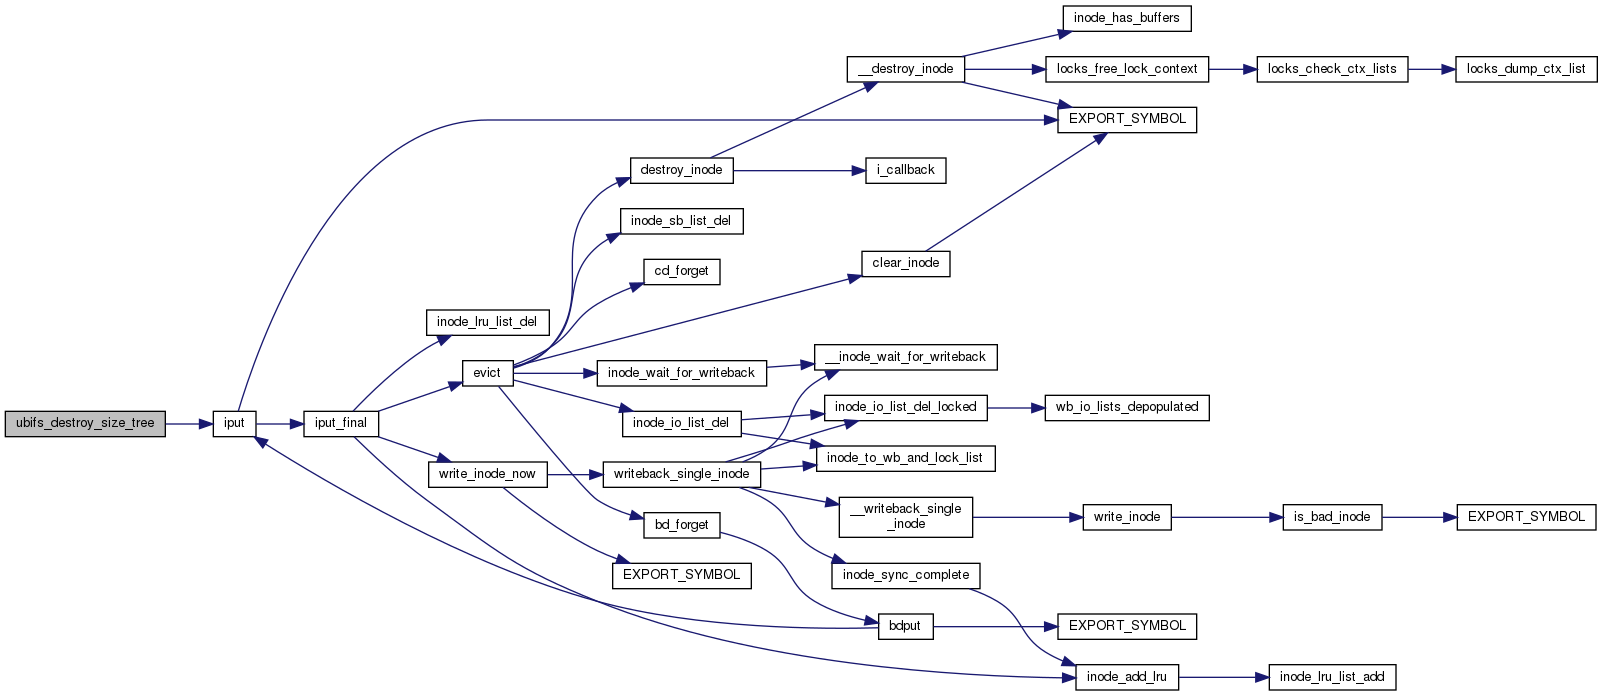 inode_has_buffers
__destroy_inode
locks_free_lock_context
locks_check_ctx_lists
locks_dump_ctx_list
EXPORT_SYMBOL
destroy_inode
i_callback
inode_sb_list_del
clear_inode
cd_forget
inode_lru_list_del
__inode_wait_for_writeback
evict
inode_wait_for_writeback
inode_io_list_del_locked
wb_io_lists_depopulated
ubifs_destroy_size_tree
iput
iput_final
inode_io_list_del
inode_to_wb_and_lock_list
write_inode_now
writeback_single_inode
__writeback_single
_inode
write_inode
is_bad_inode
EXPORT_SYMBOL
bd_forget
EXPORT_SYMBOL
inode_sync_complete
bdput
EXPORT_SYMBOL
inode_add_lru
inode_lru_list_add